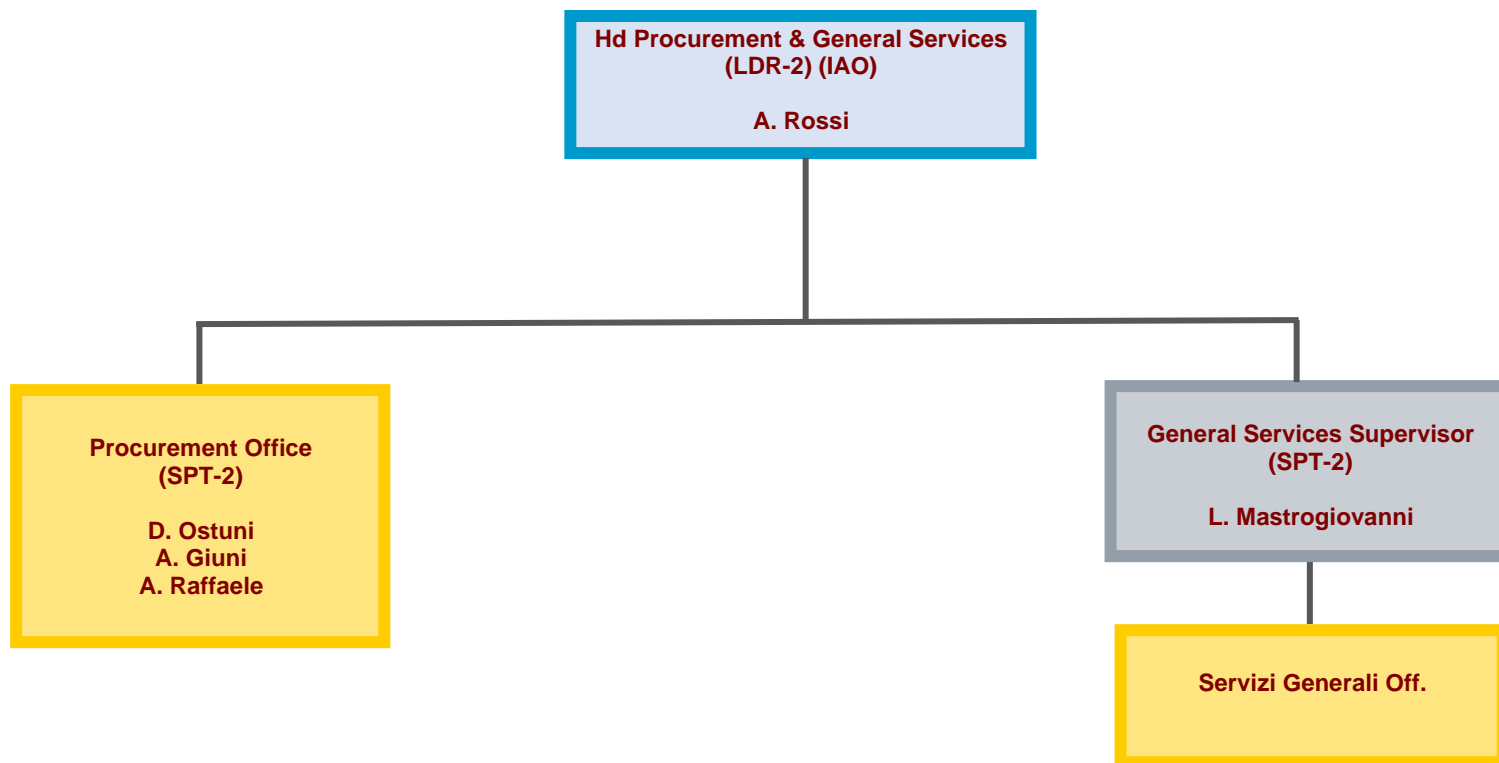 Hd Procurement & General Services
(LDR-2) (IAO)
A. Rossi
Procurement Office
(SPT-2)
D. Ostuni
A. Giuni
A. Raffaele
General Services Supervisor
(SPT-2)
L. Mastrogiovanni
Servizi Generali Off.